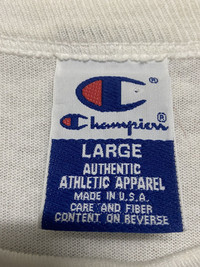 ®
Champion®
LARGE
AUTHENTIC
ATHLETIC APPAREL
MADE IN U.S.A.
CARE AND FIBER
CONTENT ON REVERSE